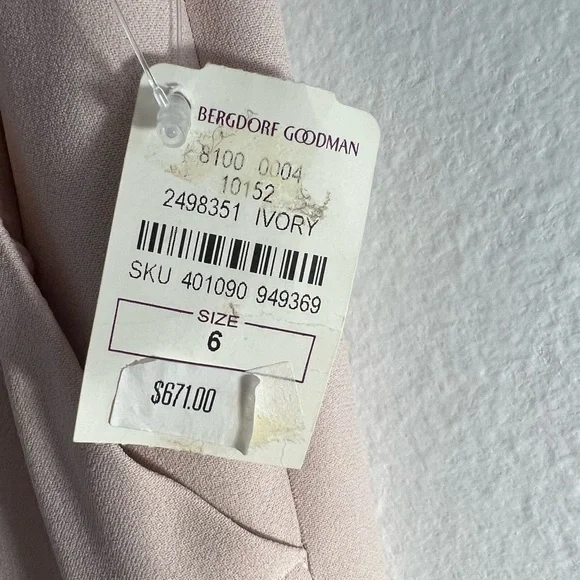 BERGDORF GOODMAN
8100 0004
10152
2498351 IVORY
SKU 401090 949369
SIZE
6
$671.00